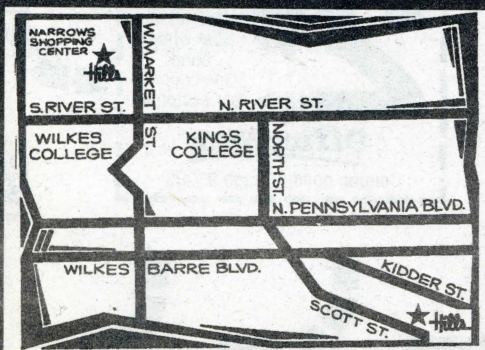 NARROWS
SHOPPING
CENTER
Hills
S. RIVER ST.
W. MARKET ST.
N. RIVER ST.
WILKES
COLLEGE
KINGS
COLLEGE
NORTH ST.
N. PENNSYLVANIA BLVD.
WILKES BARRE BLVD.
KIDDER ST.
SCOTT ST.
Hills